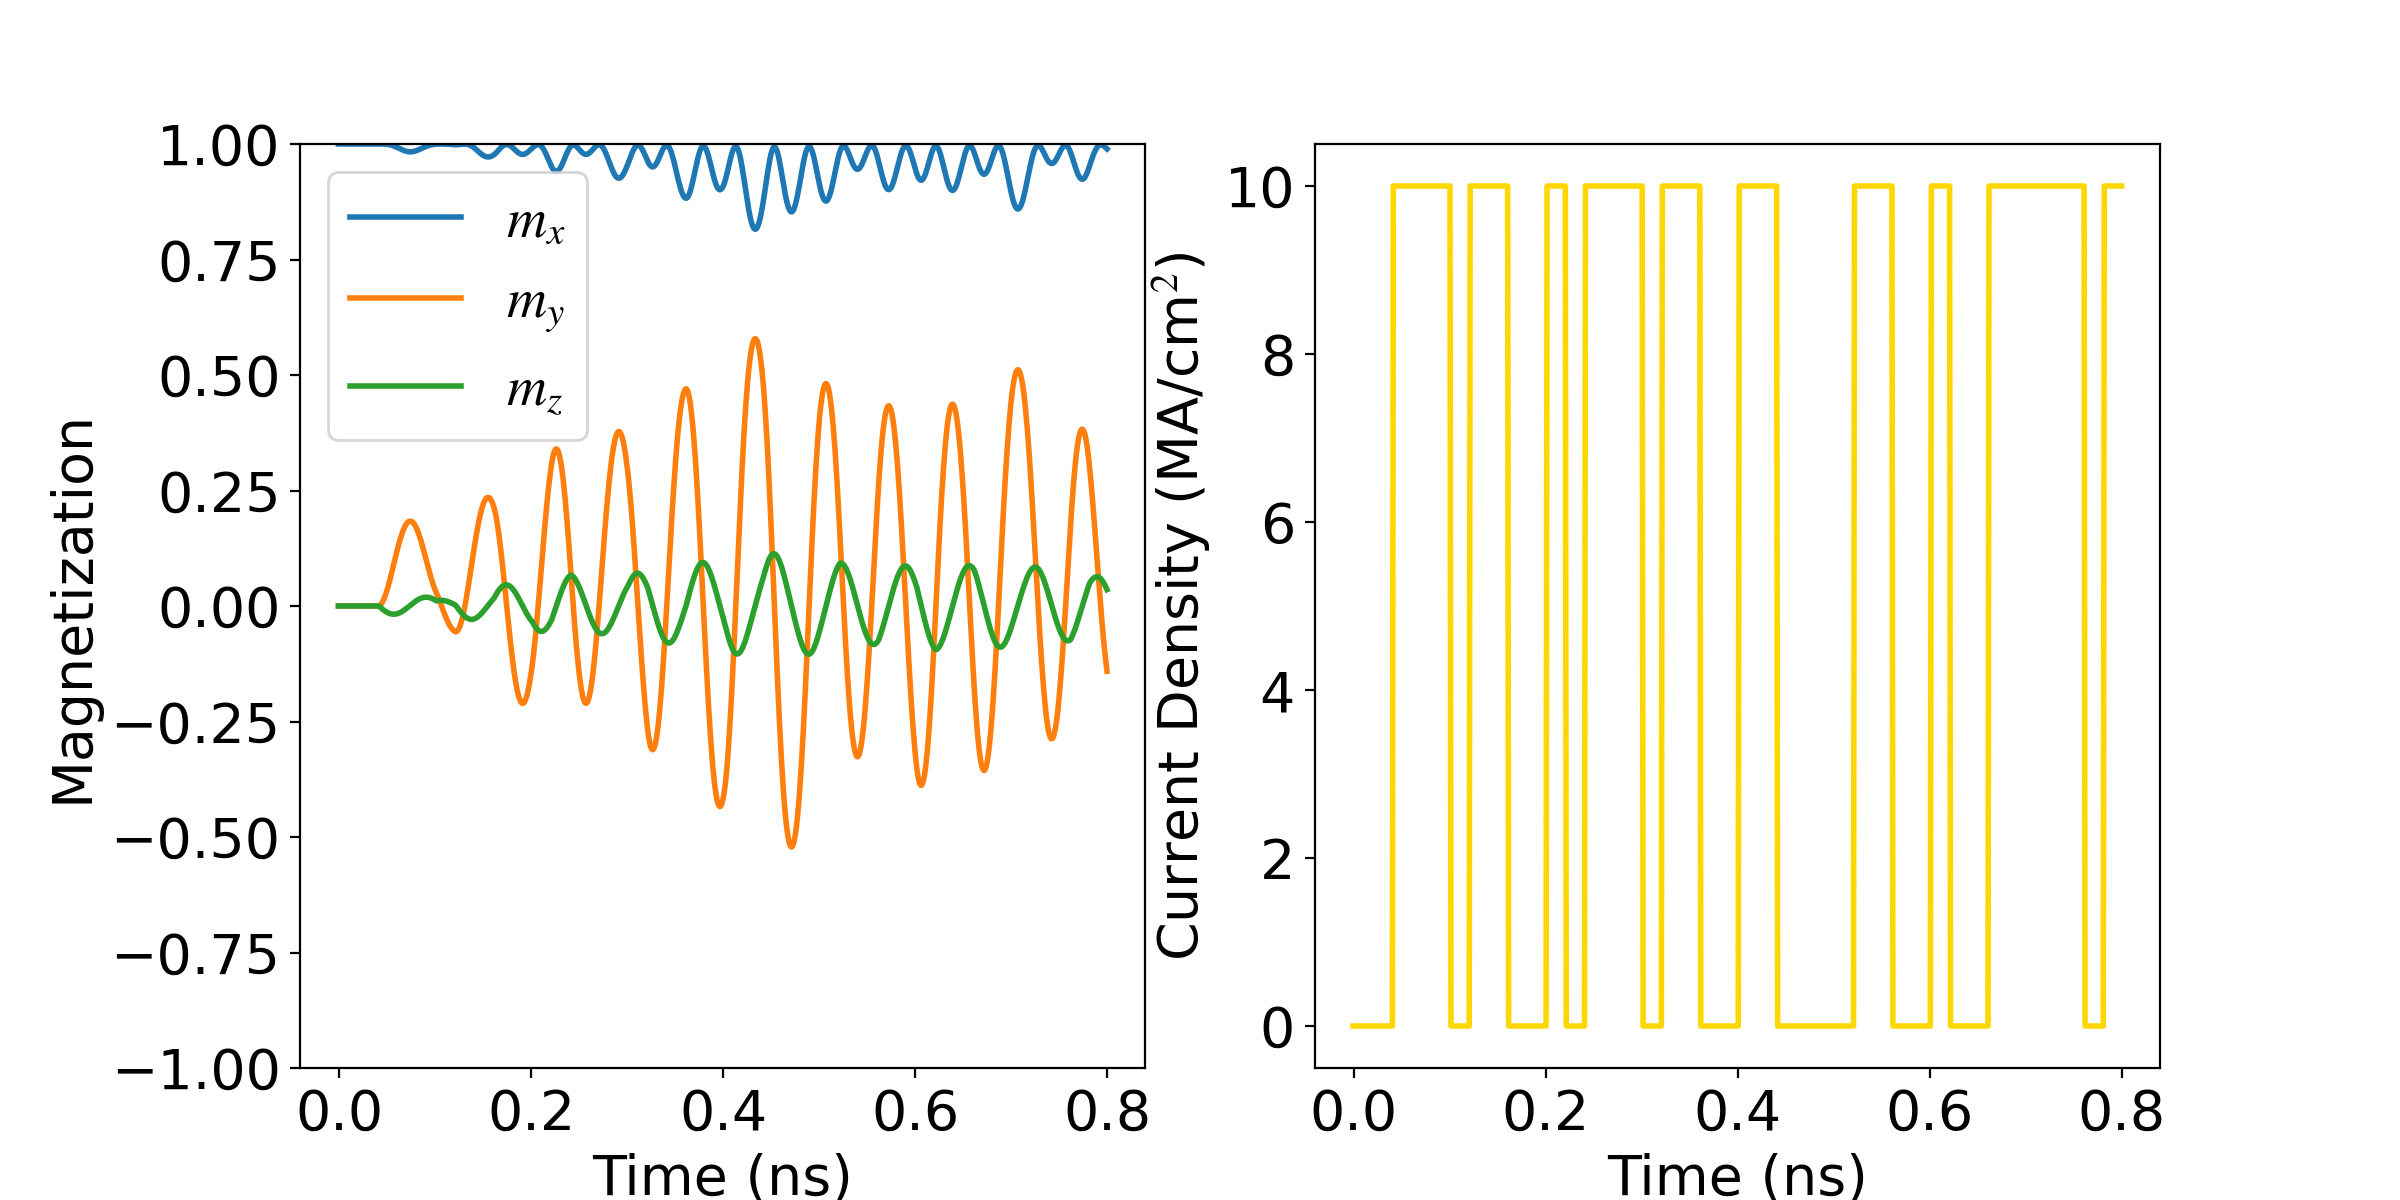 Magnetization
1.00
0.75
0.50
0.25
0.00
−0.25
−0.50
−0.75
−1.00
m_x
m_y
m_z
0.0 0.2 0.4 0.6 0.8
Time (ns)
Current Density (MA/cm²)
10
8
6
4
2
0
0.0 0.2 0.4 0.6 0.8
Time (ns)